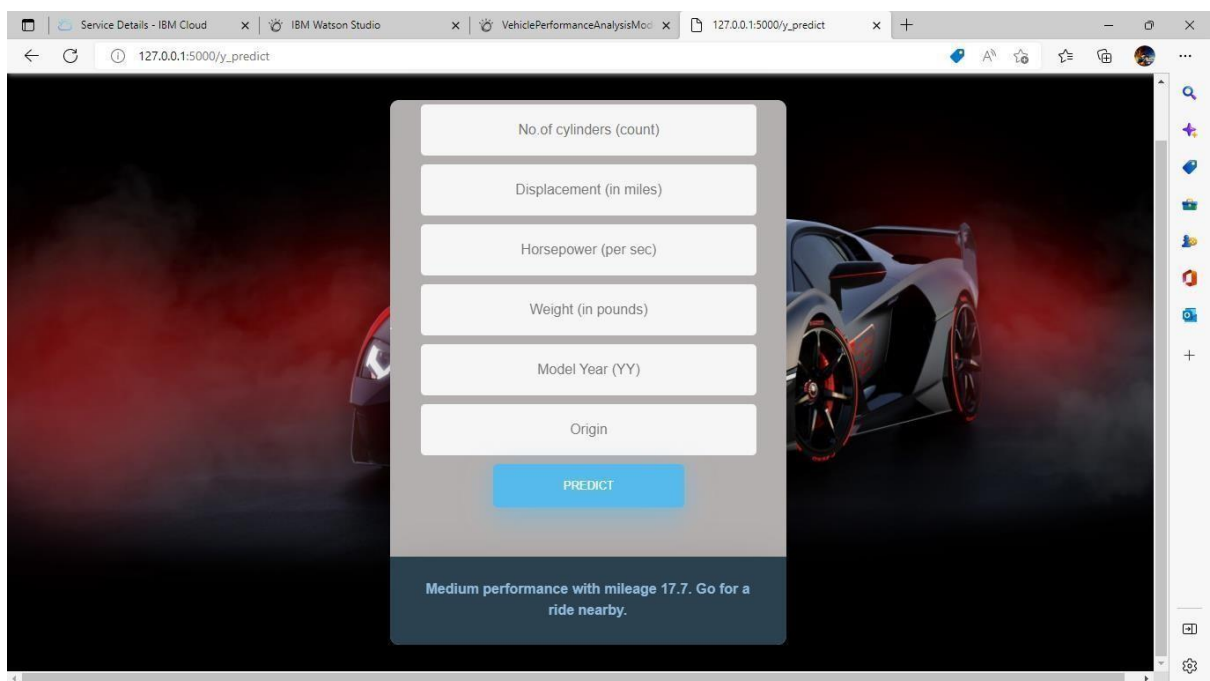 Service Details - IBM Cloud
IBM Watson Studio
VehiclePerformanceAnalysisMod
127.0.0.1:5000/y_predict
127.0.0.1:5000/y_predict
No.of cylinders (count)
Displacement (in miles)
Horsepower (per sec)
Weight (in pounds)
Model Year (YY)
Origin
PREDICT
Medium performance with mileage 17.7. Go for a
ride nearby.